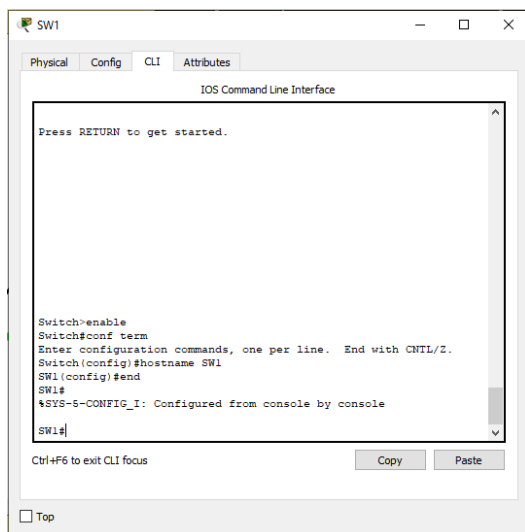 SW1
Physical Config CLI Attributes
IOS Command Line Interface
Press RETURN to get started.
Switch>enable
Switch#conf term
Enter configuration commands, one per line.  End with CNTL/Z.
Switch(config)#hostname SW1
SW1(config)#end
SW1#
%SYS-5-CONFIG_I: Configured from console by console
SW1#
Ctrl+F6 to exit CLI focus
Copy Paste
Top